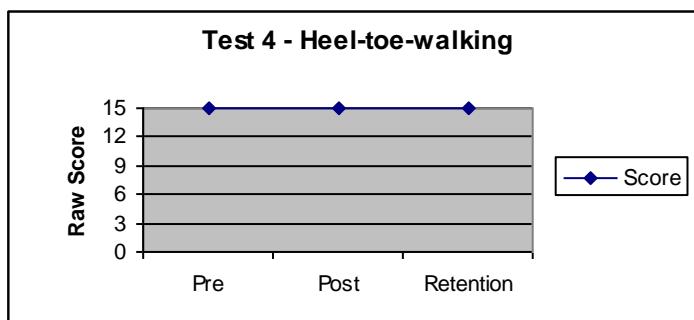 Test 4 - Heel-toe-walking
Raw Score
15
12
9
6
3
0
Pre Post Retention
Score